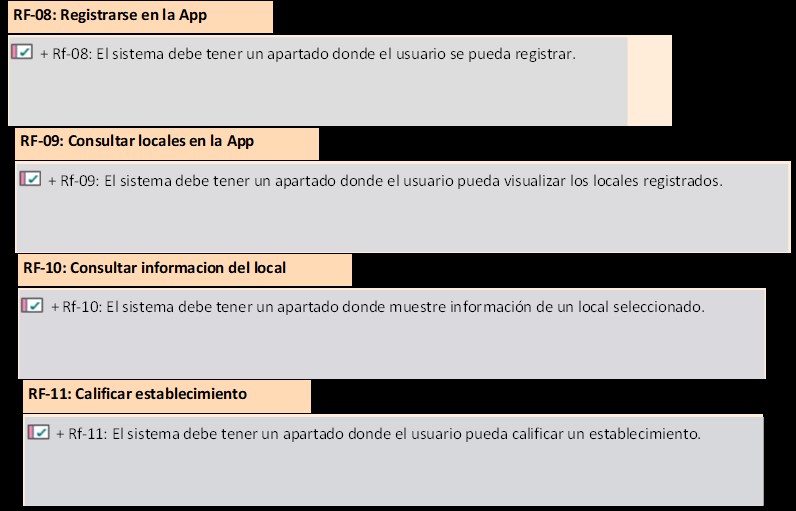 RF-08: Registrarse en la App
+ Rf-08: El sistema debe tener un apartado donde el usuario se pueda registrar.
RF-09: Consultar locales en la App
+ Rf-09: El sistema debe tener un apartado donde el usuario pueda visualizar los locales registrados.
RF-10: Consultar informacion del local
+ Rf-10: El sistema debe tener un apartado donde muestre información de un local seleccionado.
RF-11: Calificar establecimiento
+ Rf-11: El sistema debe tener un apartado donde el usuario pueda calificar un establecimiento.